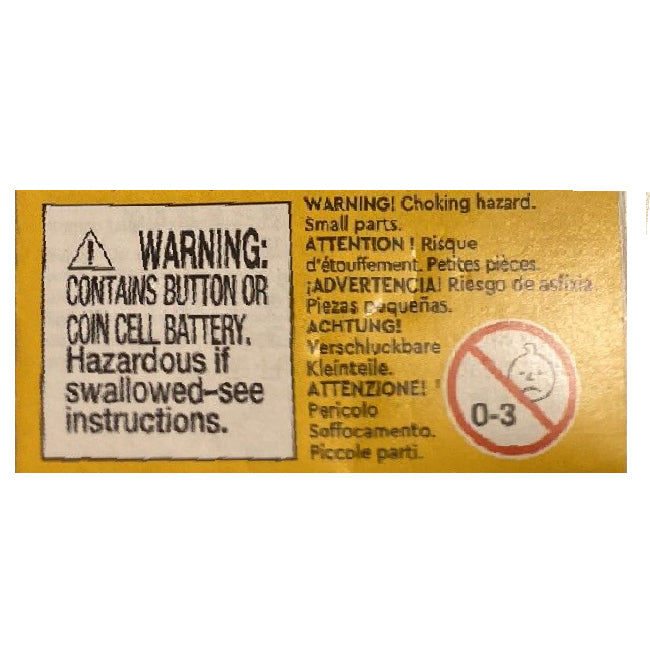 WARNING:
CONTAINS BUTTON OR
COIN CELL BATTERY.
Hazardous if
swallowed-see
instructions.
WARNING! Choking hazard.
Small parts.
ATTENTION ! Risque
d'étouffement. Petites pièces.
¡ADVERTENCIA! Riesgo de asfixia.
Piezas pequeñas.
ACHTUNG!
Verschluckbare
Kleinteile.
ATTENZIONE!
Pericolo
Soffocamento.
Piccole parti.
0-3